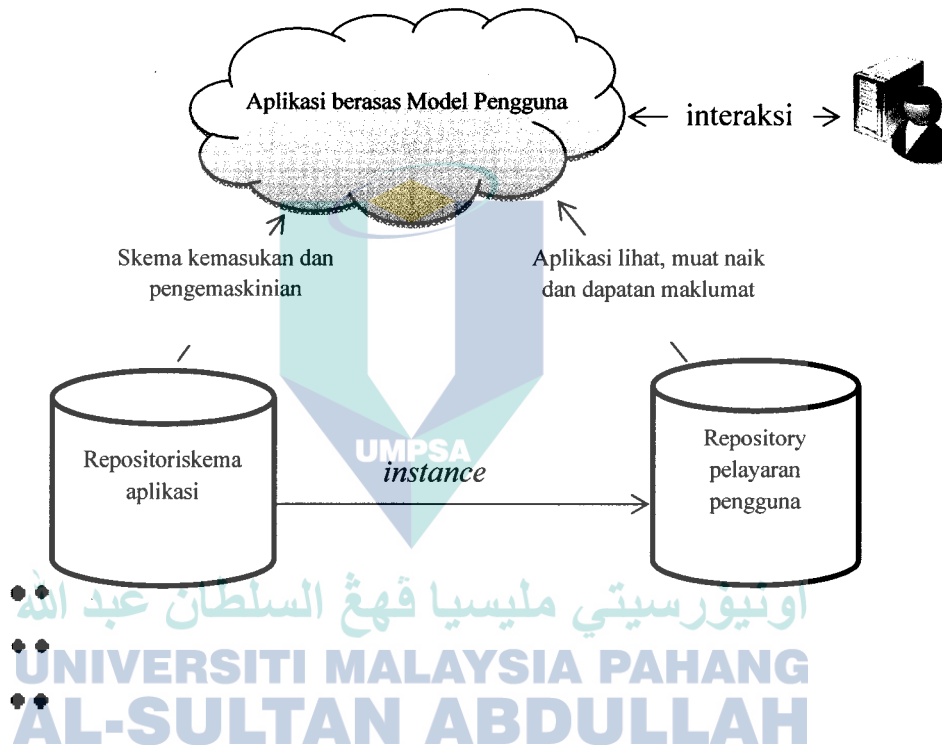 Aplikasi berasas Model Pengguna
← interaksi →
Skema kemasukan dan
pengemaskinian
Aplikasi lihat, muat naik
dan dapatan maklumat
Repositoriskema
aplikasi
UMPSA
instance
Repository
pelayaran
pengguna
اونيۏرسيتي مليسيا ڤهڠ السلطان عبد الله
UNIVERSITI MALAYSIA PAHANG
AL-SULTAN ABDULLAH